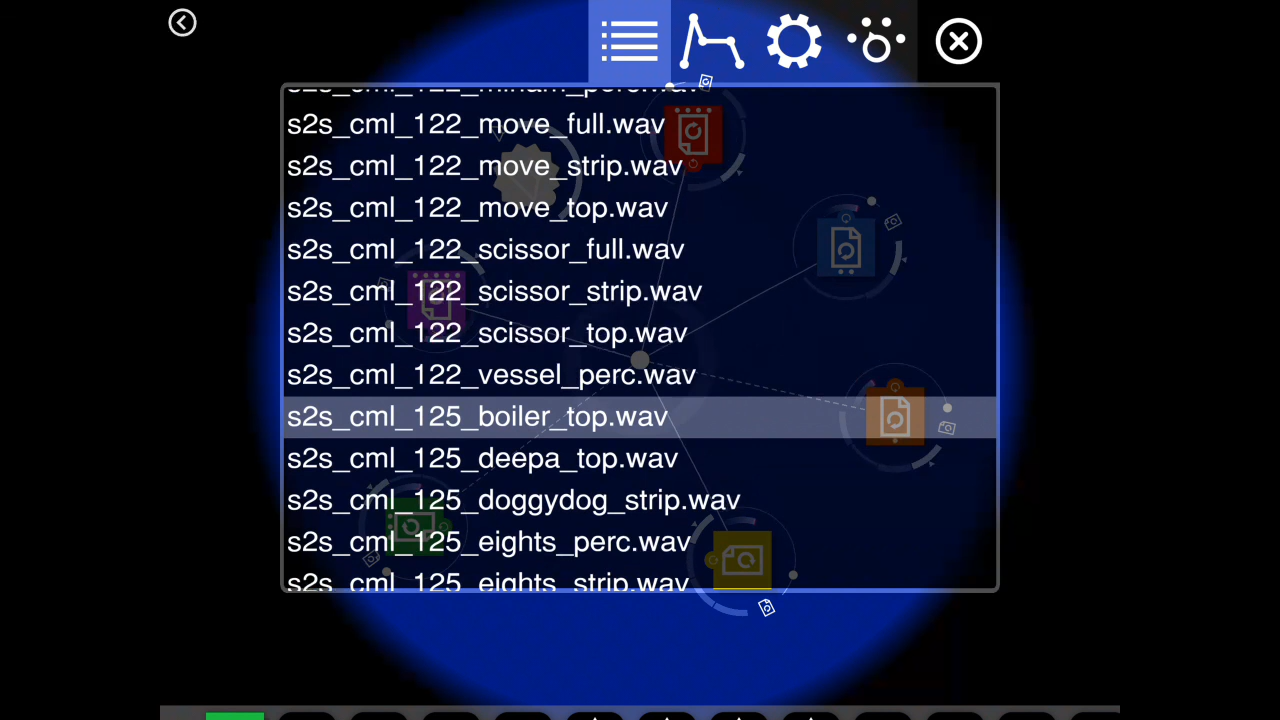 s2s_cml_122_move_full.wav
s2s_cml_122_move_strip.wav
s2s_cml_122_move_top.wav
s2s_cml_122_scissor_full.wav
s2s_cml_122_scissor_strip.wav
s2s_cml_122_scissor_top.wav
s2s_cml_122_vessel_perc.wav
s2s_cml_125_boiler_top.wav
s2s_cml_125_deepa_top.wav
s2s_cml_125_doggydog_strip.wav
s2s_cml_125_eights_perc.wav
s2s_cml_125_eights_strip.wav